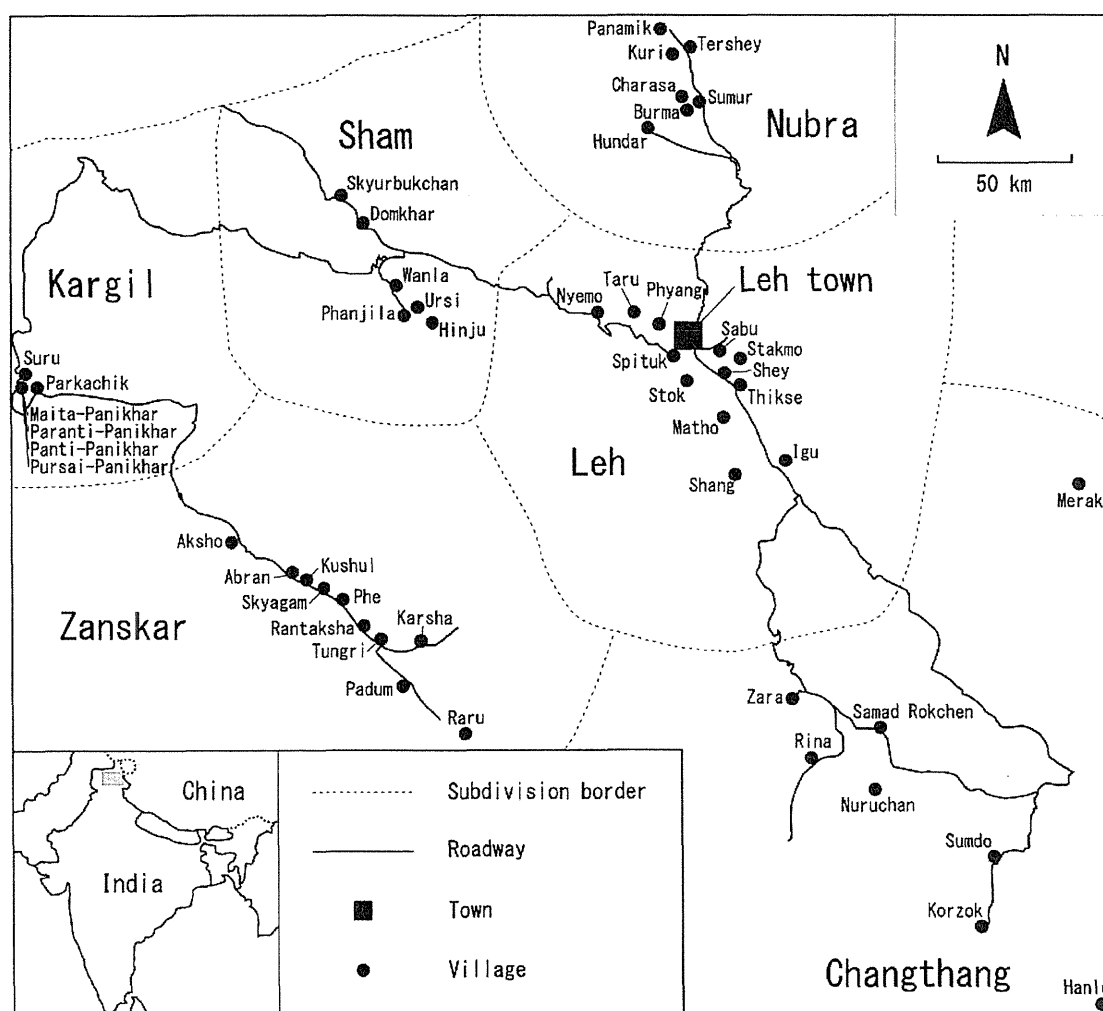 Panamik
Tershey
Kuri
Charasa
Sumur
Burma
Hundar
Nubra
N
50 km
Sham
Skyurbukchan
Domkhar
Kargil
Wanla
Ursi
Phanjila
Hinju
Leh town
Taru
Phyang
Nyemo
Sabu
Stakmo
Spituk
Shey
Stok
Thikse
Matho
Leh
Igu
Shang
Merak
Suru
Parkachik
Maita-Panikhar
Paranti-Panikhar
Panti-Panikhar
Pursai-Panikhar
Aksho
Abran
Kushul
Skyagam
Phe
Zanskar
Rantaksha
Karsha
Tungri
Padum
Raru
Zara
Samad Rokchen
Rina
Nuruchan
Sumdo
Korzok
Changthang
China
India
Subdivision border
Roadway
Town
Village